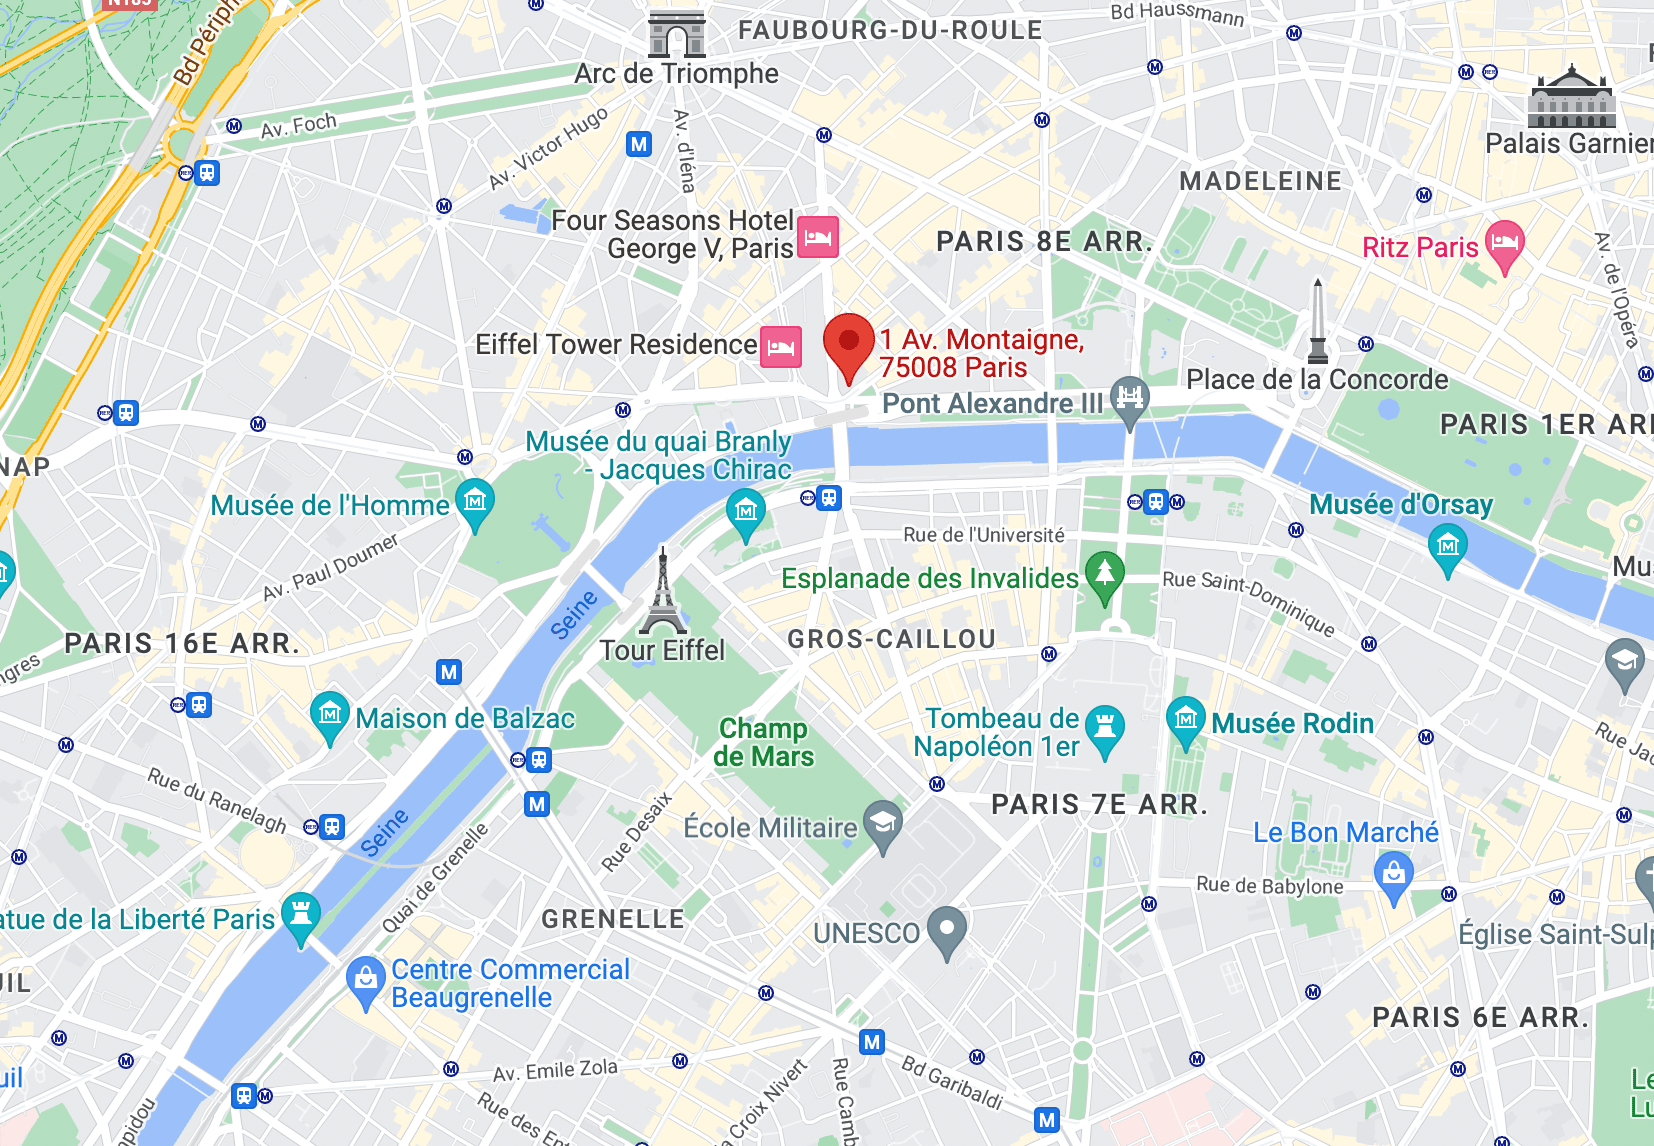 N185
Bd Périph
FAUBOURG-DU-ROULE
Bd Haussmann
Arc de Triomphe
Av. Foch
Av. Victor Hugo
Av. d'Iéna
Palais Garnier
MADELEINE
Four Seasons Hotel
George V, Paris
PARIS 8E ARR.
Ritz Paris
Av. de l'Opéra
Eiffel Tower Residence
1 Av. Montaigne,
75008 Paris
Place de la Concorde
Pont Alexandre III
PARIS 1ER ARR
Musée du quai Branly
- Jacques Chirac
NAP
Musée de l'Homme
Musée d'Orsay
Rue de l'Université
Av. Paul Doumer
Mus
Esplanade des Invalides
Rue Saint-Dominique
Seine
PARIS 16E ARR.
Tour Eiffel
GROS-CAILLOU
ngres
Maison de Balzac
Champ
de Mars
Tombeau de
Napoléon 1er
Musée Rodin
Rue Jac
Rue du Ranelagh
Seine
Quai de Grenelle
Rue Desaix
École Militaire
PARIS 7E ARR.
Le Bon Marché
Rue de Babylone
atue de la Liberté Paris
GRENELLE
UNESCO
Église Saint-Sulp
UIL
Centre Commercial
Beaugrenelle
PARIS 6E ARR.
uil
Av. Emile Zola
Bd Garibaldi
Rue Camb
a Croix Nivert
Rue des Ent
mpidou
Le
Lu